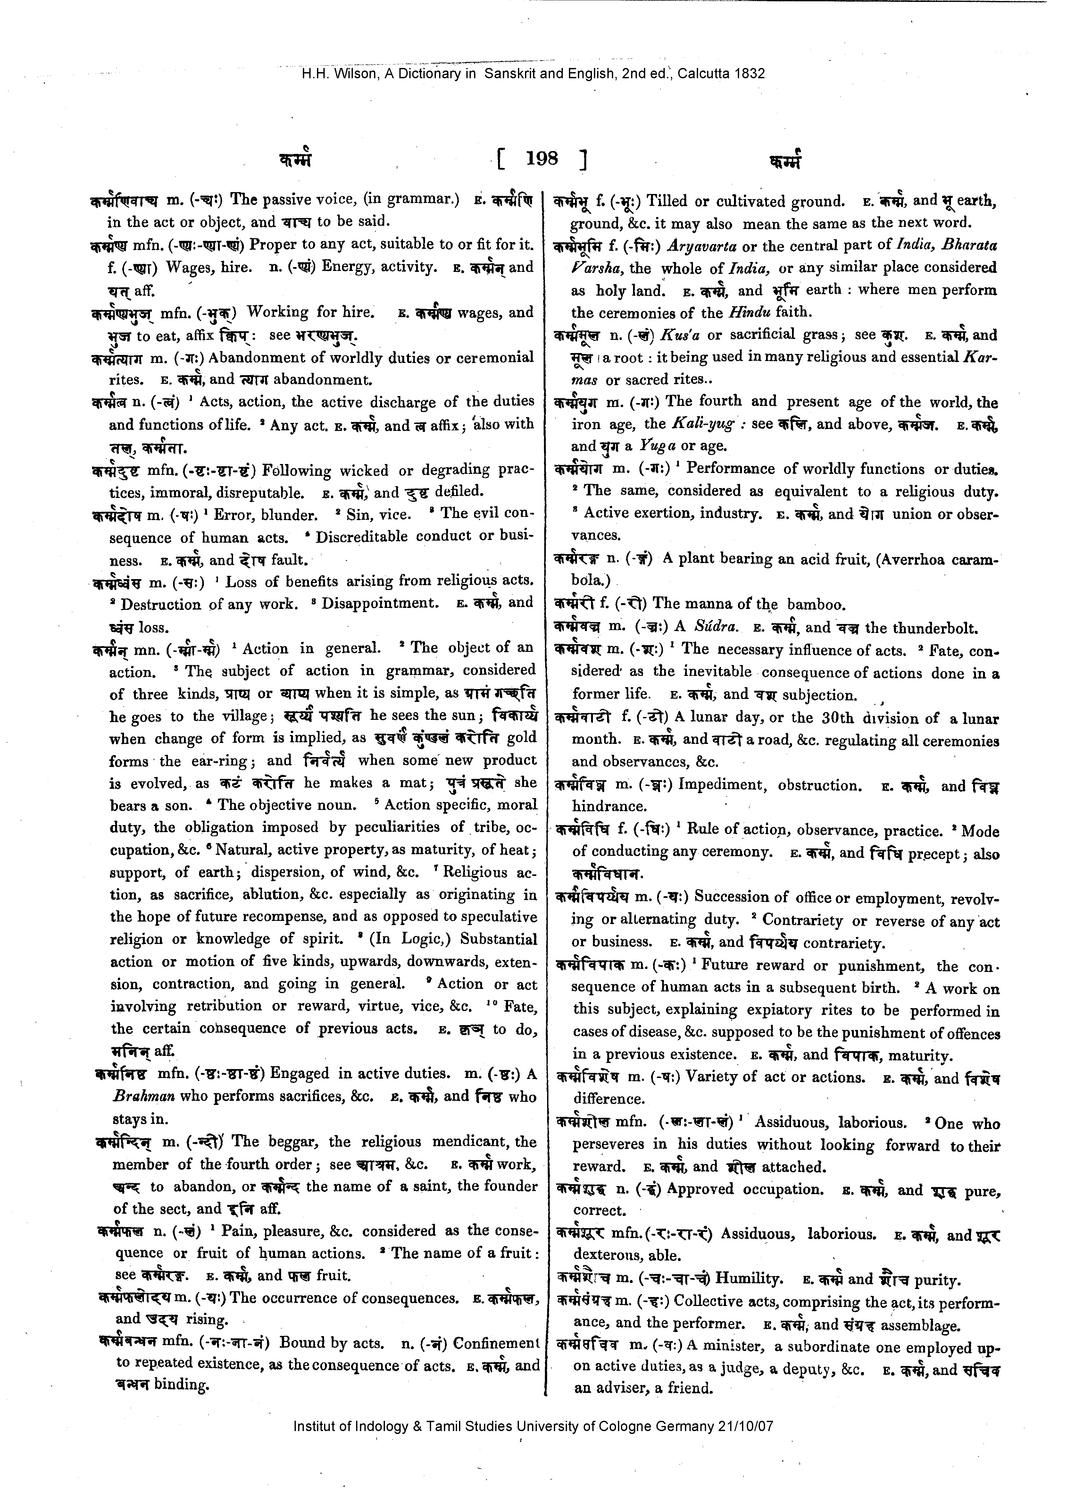 H.H. Wilson, A Dictionary in Sanskrit and English, 2nd ed., Calcutta 1832
कर्म्म [ 198 ] कर्म्म
कर्म्मणिवाच्य m. (-च्यः) The passive voice, (in grammar.) E. कर्म्मणि
in the act or object, and वाच्य to be said.
कर्म्मण्य mfn. (-ण्यः-ण्या-ण्यं) Proper to any act, suitable to or fit for it.
f. (-ण्या) Wages, hire. n. (-ण्यं) Energy, activity. E. कर्म्मन् and
यत् aff.
कर्म्मण्यभुज् mfn. (-भुक्) Working for hire. E. कर्म्मण्य wages, and
भुज to eat, affix क्विप् : see भरण्यभुज्.
कर्म्मत्याग m. (-गः) Abandonment of worldly duties or ceremonial
rites. E. कर्म्म, and त्याग abandonment.
कर्म्मत्व n. (-त्वं) ¹ Acts, action, the active discharge of the duties
and functions of life. ² Any act. E. कर्म्म, and त्व affix; also with
तल्, कर्म्मता.
कर्म्मदुष्ट mfn. (-ष्टः-ष्टा-ष्टं) Following wicked or degrading prac-
tices, immoral, disreputable. E. कर्म्म, and दुष्ट defiled.
कर्म्मदोष m. (-षः) ¹ Error, blunder. ² Sin, vice. ³ The evil con-
sequence of human acts. ⁴ Discreditable conduct or busi-
ness. E. कर्म्म, and दोष fault.
कर्म्मध्वंस m. (-सः) ¹ Loss of benefits arising from religious acts.
² Destruction of any work. ³ Disappointment. E. कर्म्म, and
ध्वंस loss.
कर्म्मन् mn. (-र्म्मा-र्म्म) ¹ Action in general. ² The object of an
action. ³ The subject of action in grammar, considered
of three kinds, प्राप्य or व्याप्य when it is simple, as ग्रामं गच्छति
he goes to the village; सूर्य्यं पश्यति he sees the sun; विकार्य्य
when change of form is implied, as सुवर्णं कुण्डलं करोति gold
forms the ear-ring; and निर्वर्त्त्य when some new product
is evolved, as कटं करोति he makes a mat; पुत्रं प्रसूते she
bears a son. ⁴ The objective noun. ⁵ Action specific, moral
duty, the obligation imposed by peculiarities of tribe, oc-
cupation, &c. ⁶ Natural, active property, as maturity, of heat;
support, of earth; dispersion, of wind, &c. ⁷ Religious ac-
tion, as sacrifice, ablution, &c. especially as originating in
the hope of future recompense, and as opposed to speculative
religion or knowledge of spirit. ⁸ (In Logic,) Substantial
action or motion of five kinds, upwards, downwards, exten-
sion, contraction, and going in general. ⁹ Action or act
involving retribution or reward, virtue, vice, &c. ¹⁰ Fate,
the certain consequence of previous acts. E. कृञ् to do,
मनिन् aff.
कर्म्मनिष्ठ mfn. (-ष्ठः-ष्ठा-ष्ठं) Engaged in active duties. m. (-ष्ठः) A
Brahman who performs sacrifices, &c. E. कर्म्म, and निष्ठ who
stays in.
कर्म्मन्दिन् m. (-न्दी) The beggar, the religious mendicant, the
member of the fourth order; see आश्रम, &c. E. कर्म्म work,
अन्द to abandon, or कर्म्मन्द the name of a saint, the founder
of the sect, and इनि aff.
कर्म्मफल n. (-लं) ¹ Pain, pleasure, &c. considered as the conse-
quence or fruit of human actions. ² The name of a fruit:
see कर्म्मरङ्ग. E. कर्म्म, and फल fruit.
कर्म्मफलोदय m. (-यः) The occurrence of consequences. E. कर्म्मफल,
and उदय rising.
कर्म्मबन्धन mfn. (-नः-ना-नं) Bound by acts. n. (-नं) Confinement
to repeated existence, as the consequence of acts. E. कर्म्म, and
बन्धन binding.
कर्म्मभू f. (-भूः) Tilled or cultivated ground. E. कर्म्म, and भू earth,
ground, &c. it may also mean the same as the next word.
कर्म्मभूमि f. (-मिः) Aryavarta or the central part of India, Bharata
Varsha, the whole of India, or any similar place considered
as holy land. E. कर्म्म, and भूमि earth : where men perform
the ceremonies of the Hindu faith.
कर्म्ममूल n. (-लं) Kus'a or sacrificial grass; see कुश. E. कर्म्म, and
मूल a root : it being used in many religious and essential Kar-
mas or sacred rites..
कर्म्मयुग m. (-गः) The fourth and present age of the world, the
iron age, the Kali-yug : see कलि, and above, कर्म्मज. E. कर्म्म,
and युग a Yuga or age.
कर्म्मयोग m. (-गः) ¹ Performance of worldly functions or duties.
² The same, considered as equivalent to a religious duty.
³ Active exertion, industry. E. कर्म्म, and योग union or obser-
vances.
कर्म्मरङ्ग n. (-ङ्गं) A plant bearing an acid fruit, (Averrhoa caram-
bola.)
कर्म्मरी f. (-री) The manna of the bamboo.
कर्म्मवज्र m. (-ज्रः) A Súdra. E. कर्म्म, and वज्र the thunderbolt.
कर्म्मवश m. (-शः) ¹ The necessary influence of acts. ² Fate, con-
sidered as the inevitable consequence of actions done in a
former life. E. कर्म्म, and वश subjection.
कर्म्मवाटी f. (-टी) A lunar day, or the 30th division of a lunar
month. E. कर्म्म, and वाटी a road, &c. regulating all ceremonies
and observances, &c.
कर्म्मविघ्न m. (-घ्नः) Impediment, obstruction. E. कर्म्म, and विघ्न
hindrance.
कर्म्मविधि f. (-धिः) ¹ Rule of action, observance, practice. ² Mode
of conducting any ceremony. E. कर्म्म, and विधि precept; also
कर्म्मविधान.
कर्म्मविपर्य्यय m. (-यः) Succession of office or employment, revolv-
ing or alternating duty. ² Contrariety or reverse of any act
or business. E. कर्म्म, and विपर्य्यय contrariety.
कर्म्मविपाक m. (-कः) ¹ Future reward or punishment, the con-
sequence of human acts in a subsequent birth. ² A work on
this subject, explaining expiatory rites to be performed in
cases of disease, &c. supposed to be the punishment of offences
in a previous existence. E. कर्म्म, and विपाक, maturity.
कर्म्मविशेष m. (-षः) Variety of act or actions. E. कर्म्म, and विशेष
difference.
कर्म्मशील mfn. (-लः-ला-लं) ¹ Assiduous, laborious. ² One who
perseveres in his duties without looking forward to their
reward. E. कर्म्म, and शील attached.
कर्म्मशुद्ध n. (-द्धं) Approved occupation. E. कर्म्म, and शुद्ध pure,
correct.
कर्म्मशूर mfn. (-रः-रा-रं) Assiduous, laborious. E. कर्म्म, and शूर
dexterous, able.
कर्म्मशौच m. (-चः-चा-चं) Humility. E. कर्म्म and शौच purity.
कर्म्मसंग्रह m. (-हः) Collective acts, comprising the act, its perform-
ance, and the performer. E. कर्म्म, and संग्रह assemblage.
कर्म्मसचिव m. (-वः) A minister, a subordinate one employed up-
on active duties, as a judge, a deputy, &c. E. कर्म्म, and सचिव
an adviser, a friend.
Institut of Indology & Tamil Studies University of Cologne Germany 21/10/07